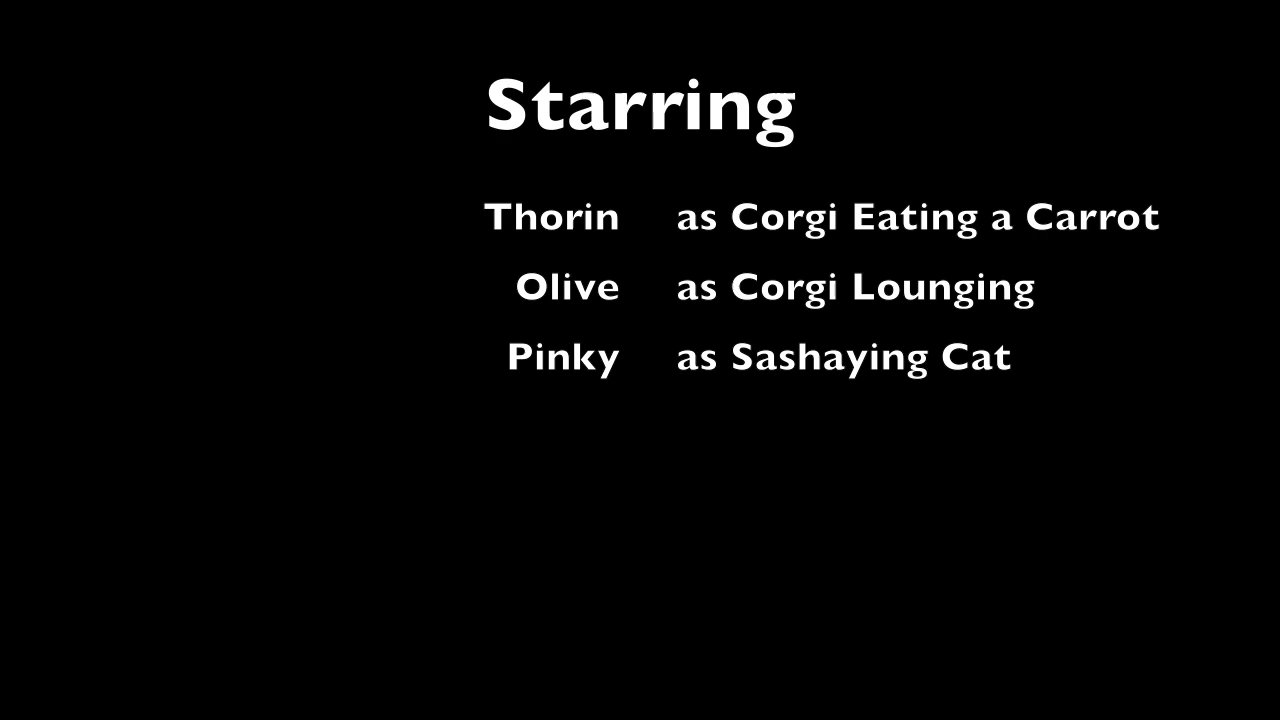 Starring
Thorin as Corgi Eating a Carrot
Olive as Corgi Lounging
Pinky as Sashaying Cat